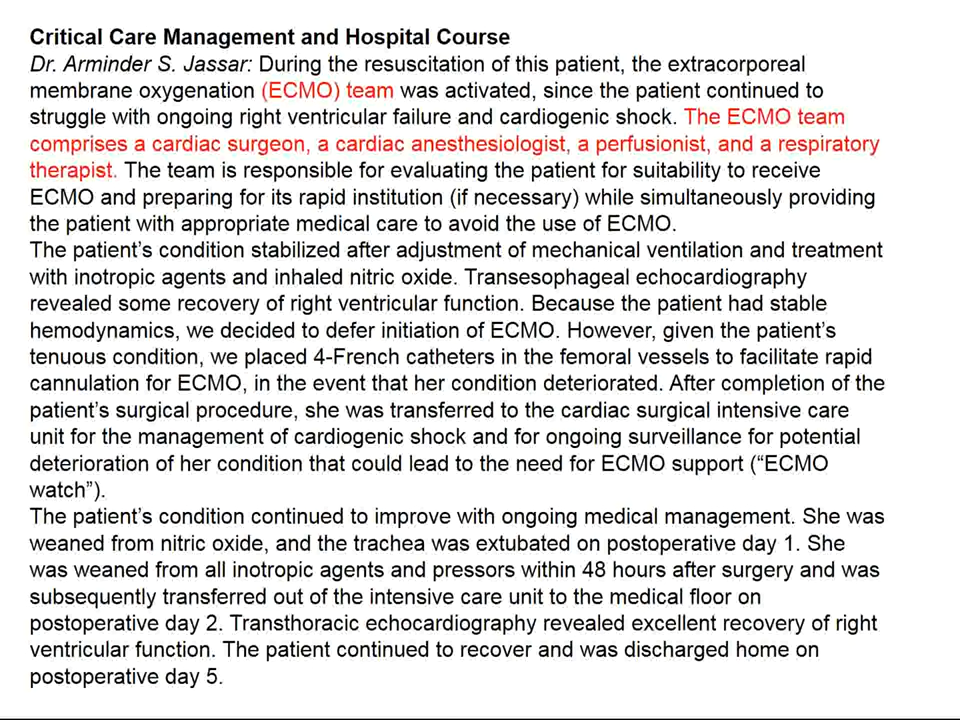 Critical Care Management and Hospital Course
Dr. Arminder S. Jassar: During the resuscitation of this patient, the extracorporeal
membrane oxygenation (ECMO) team was activated, since the patient continued to
struggle with ongoing right ventricular failure and cardiogenic shock. The ECMO team
comprises a cardiac surgeon, a cardiac anesthesiologist, a perfusionist, and a respiratory
therapist. The team is responsible for evaluating the patient for suitability to receive
ECMO and preparing for its rapid institution (if necessary) while simultaneously providing
the patient with appropriate medical care to avoid the use of ECMO.
The patient’s condition stabilized after adjustment of mechanical ventilation and treatment
with inotropic agents and inhaled nitric oxide. Transesophageal echocardiography
revealed some recovery of right ventricular function. Because the patient had stable
hemodynamics, we decided to defer initiation of ECMO. However, given the patient’s
tenuous condition, we placed 4-French catheters in the femoral vessels to facilitate rapid
cannulation for ECMO, in the event that her condition deteriorated. After completion of the
patient’s surgical procedure, she was transferred to the cardiac surgical intensive care
unit for the management of cardiogenic shock and for ongoing surveillance for potential
deterioration of her condition that could lead to the need for ECMO support (“ECMO
watch”).
The patient’s condition continued to improve with ongoing medical management. She was
weaned from nitric oxide, and the trachea was extubated on postoperative day 1. She
was weaned from all inotropic agents and pressors within 48 hours after surgery and was
subsequently transferred out of the intensive care unit to the medical floor on
postoperative day 2. Transthoracic echocardiography revealed excellent recovery of right
ventricular function. The patient continued to recover and was discharged home on
postoperative day 5.